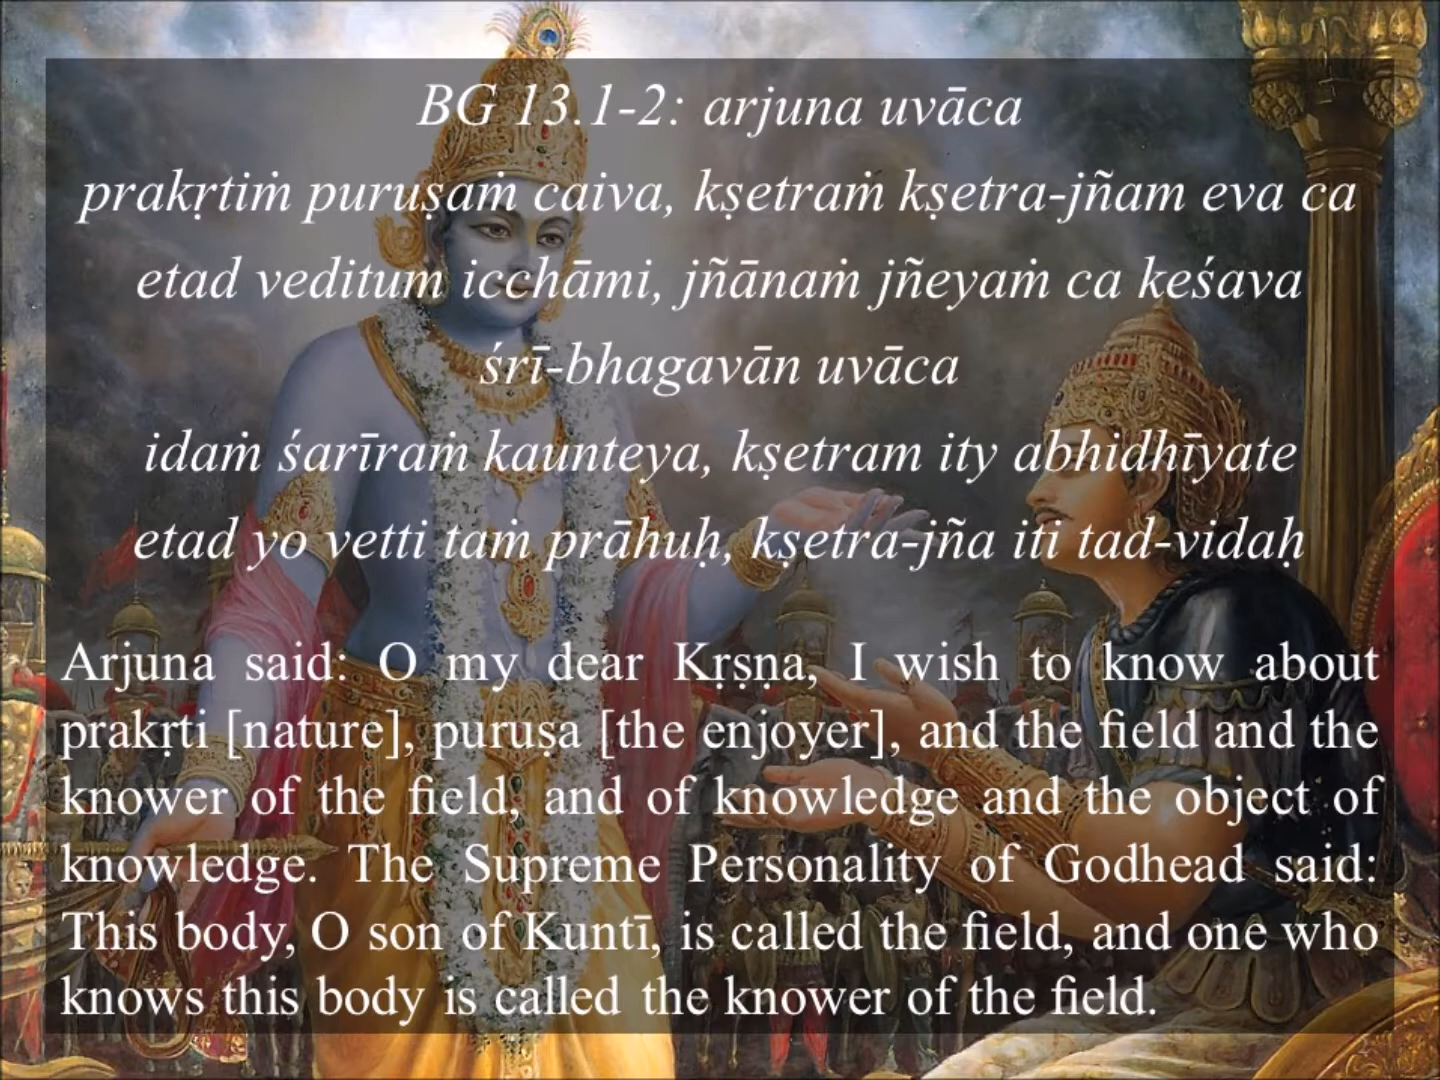 BG 13.1-2: arjuna uvāca
prakṛtiṁ puruṣaṁ caiva, kṣetraṁ kṣetra-jñam eva ca
etad veditum icchāmi, jñānaṁ jñeyaṁ ca keśava
śrī-bhagavān uvāca
idaṁ śarīraṁ kaunteya, kṣetram ity abhidhīyate
etad yo vetti taṁ prāhuḥ, kṣetra-jña iti tad-vidaḥ
Arjuna said: O my dear Kṛṣṇa, I wish to know about
prakṛti [nature], puruṣa [the enjoyer], and the field and the
knower of the field, and of knowledge and the object of
knowledge. The Supreme Personality of Godhead said:
This body, O son of Kuntī, is called the field, and one who
knows this body is called the knower of the field.